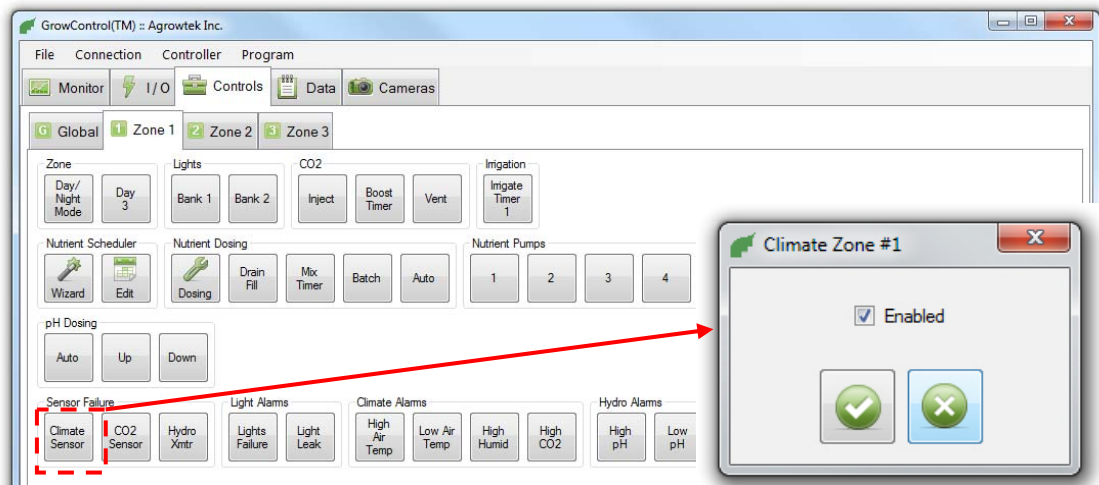 GrowControl(TM) :: Agrowtek Inc.
File Connection Controller Program
Monitor I / O Controls Data Cameras
G Global 1 Zone 1 2 Zone 2 3 Zone 3
Zone Lights CO2 Irrigation
Day/
Night
Mode
Day
3
Bank 1 Bank 2 Inject
Boost
Timer
Vent
Irrigate
Timer
1
Nutrient Scheduler Nutrient Dosing Nutrient Pumps
Wizard Edit Dosing
Drain
Fill
Mix
Timer
Batch Auto 1 2 3 4
pH Dosing
Auto Up Down
Sensor Failure Light Alarms Climate Alarms Hydro Alarms
Climate
Sensor
CO2
Sensor
Hydro
Xmtr
Lights
Failure
Light
Leak
High
Air
Temp
Low Air
Temp
High
Humid
High
CO2
High
pH
Low
pH
Climate Zone #1
Enabled